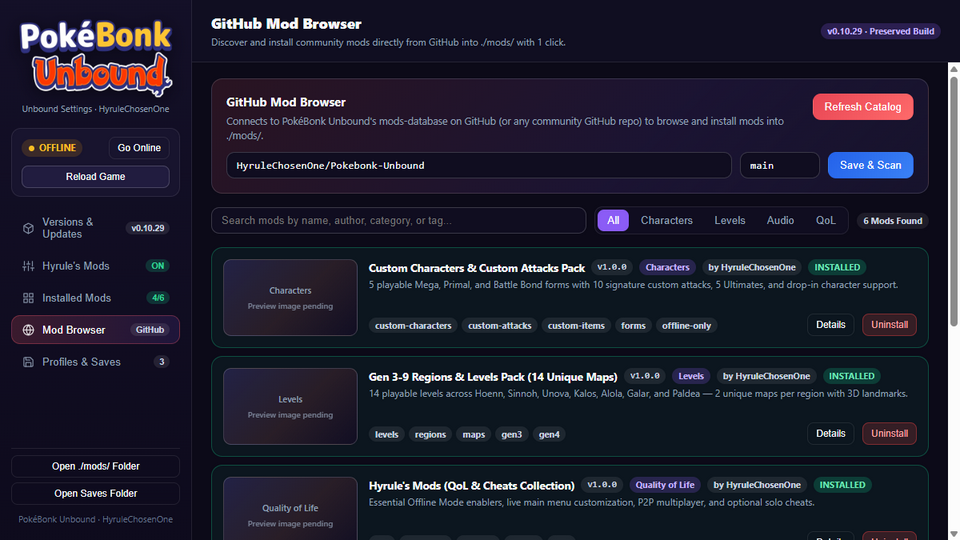 PokéBonk
Unbound
Unbound Settings · HyruleChosenOne
OFFLINE
Go Online
Reload Game
Versions & Updates
v0.10.29
Hyrule's Mods
ON
Installed Mods
4/6
Mod Browser
GitHub
Profiles & Saves
3
Open ./mods/ Folder
Open Saves Folder
PokéBonk Unbound · HyruleChosenOne
GitHub Mod Browser
Discover and install community mods directly from GitHub into ./mods/ with 1 click.
v0.10.29 · Preserved Build
GitHub Mod Browser
Connects to PokéBonk Unbound's mods-database on GitHub (or any community GitHub repo) to browse and install mods into
./mods/.
Refresh Catalog
HyruleChosenOne/Pokebonk-Unbound
main
Save & Scan
Search mods by name, author, category, or tag...
All
Characters
Levels
Audio
QoL
6 Mods Found
Characters
Preview image pending
Custom Characters & Custom Attacks Pack
v1.0.0
Characters
by HyruleChosenOne
INSTALLED
5 playable Mega, Primal, and Battle Bond forms with 10 signature custom attacks, 5 Ultimates, and drop-in character support.
custom-characters
custom-attacks
custom-items
forms
offline-only
Details
Uninstall
Levels
Preview image pending
Gen 3-9 Regions & Levels Pack (14 Unique Maps)
v1.0.0
Levels
by HyruleChosenOne
INSTALLED
14 playable levels across Hoenn, Sinnoh, Unova, Kalos, Alola, Galar, and Paldea — 2 unique maps per region with 3D landmarks.
levels
regions
maps
gen3
gen4
Details
Uninstall
Quality of Life
Preview image pending
Hyrule's Mods (QoL & Cheats Collection)
v1.0.0
Quality of Life
by HyruleChosenOne
INSTALLED
Essential Offline Mode enablers, live main menu customization, P2P multiplayer, and optional solo cheats.